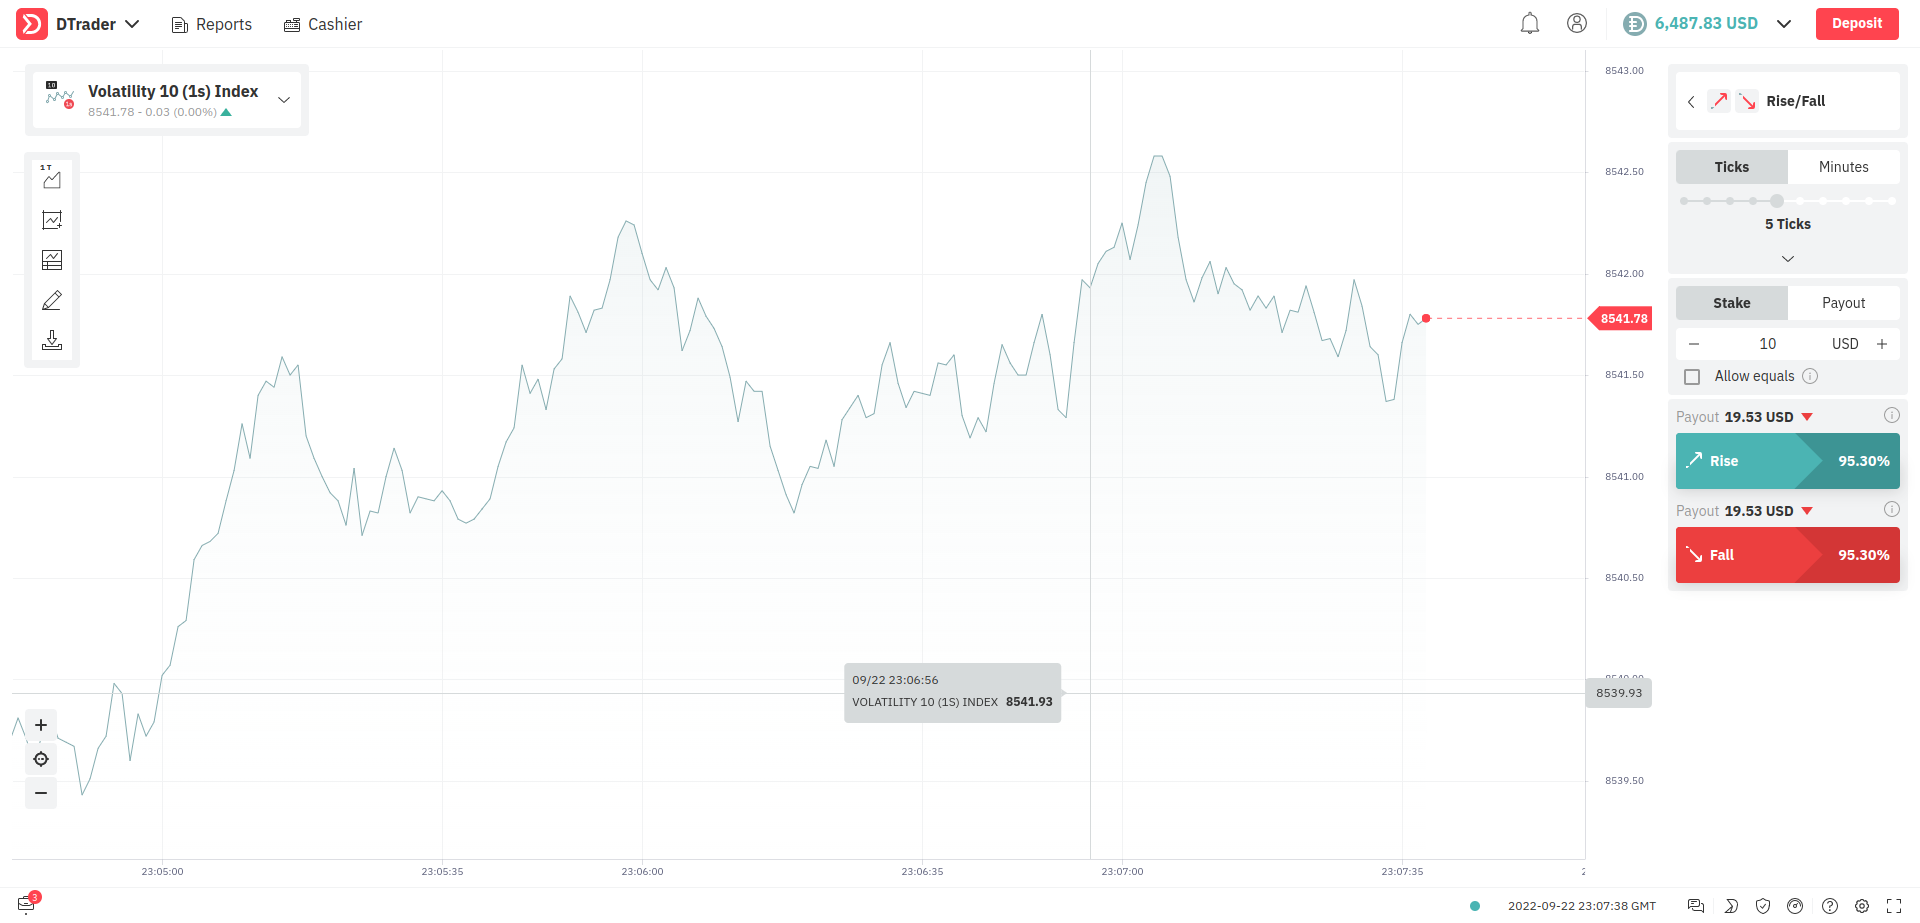 DTrader
Reports
Cashier
6,487.83 USD
Deposit
10
1s
Volatility 10 (1s) Index
8541.78 - 0.03 (0.00%)
1 T
8543.00
8542.50
8542.00
8541.78
8541.50
8541.00
8540.50
8539.93
8539.50
09/22 23:06:56
VOLATILITY 10 (1S) INDEX 8541.93
23:05:00
23:05:35
23:06:00
23:06:35
23:07:00
23:07:35
Rise/Fall
Ticks
Minutes
5 Ticks
Stake
Payout
10
USD
Allow equals
Payout 19.53 USD
Rise
95.30%
Payout 19.53 USD
Fall
95.30%
3
2022-09-22 23:07:38 GMT